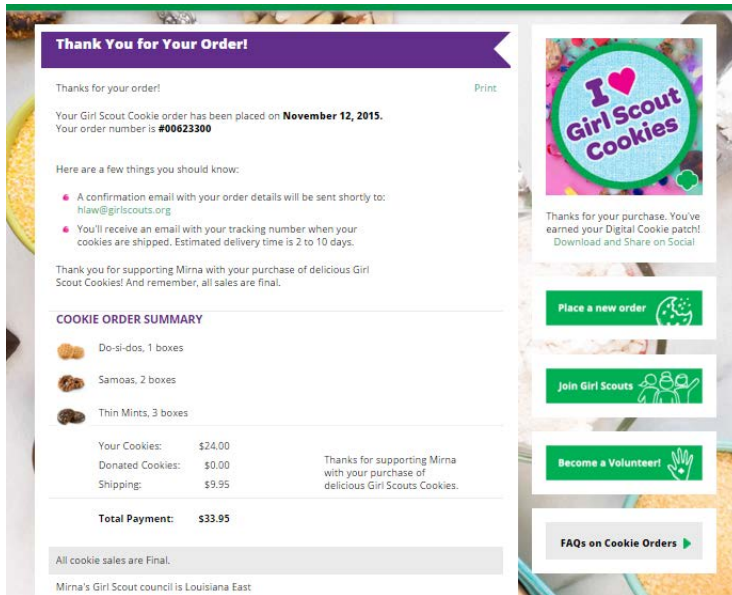 Thank You for Your Order!
Thanks for your order!
Print
Your Girl Scout Cookie order has been placed on November 12, 2015.
Your order number is #00623300
Here are a few things you should know:
A confirmation email with your order details will be sent shortly to:
hlaw@girlscouts.org
You'll receive an email with your tracking number when your
cookies are shipped. Estimated delivery time is 2 to 10 days.
Thank you for supporting Mirna with your purchase of delicious Girl
Scout Cookies! And remember, all sales are final.
COOKIE ORDER SUMMARY
Do-si-dos, 1 boxes
Samoas, 2 boxes
Thin Mints, 3 boxes
Your Cookies: $24.00
Donated Cookies: $0.00
Shipping: $9.95
Thanks for supporting Mirna
with your purchase of
delicious Girl Scouts Cookies.
Total Payment: $33.95
All cookie sales are Final.
Mirna's Girl Scout council is Louisiana East
I
Girl Scout
Cookies
Thanks for your purchase. You've
earned your Digital Cookie patch!
Download and Share on Social
Place a new order
Join Girl Scouts
Become a Volunteer!
FAQs on Cookie Orders